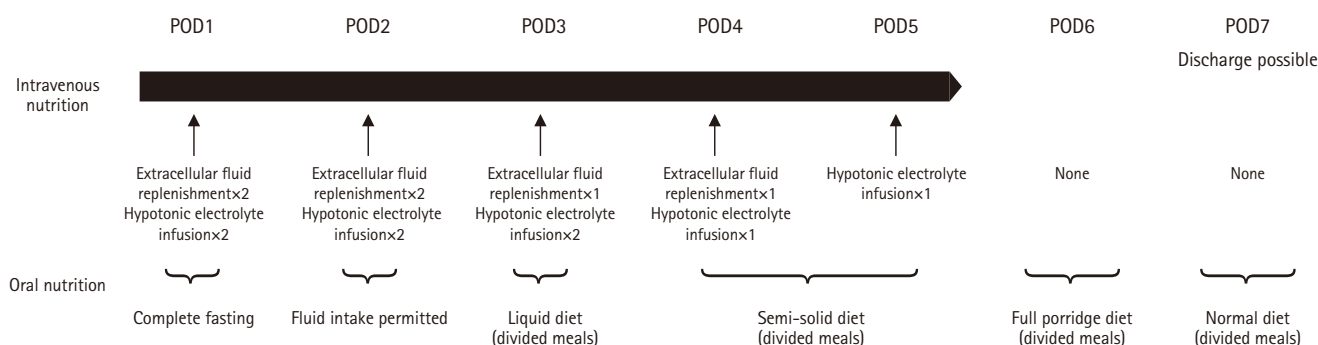 POD1 POD2 POD3 POD4 POD5 POD6 POD7
Discharge possible
Intravenous
nutrition
Extracellular fluid
replenishment×2
Hypotonic electrolyte
infusion×2
Extracellular fluid
replenishment×2
Hypotonic electrolyte
infusion×2
Extracellular fluid
replenishment×1
Hypotonic electrolyte
infusion×2
Extracellular fluid
replenishment×1
Hypotonic electrolyte
infusion×1
Hypotonic electrolyte
infusion×1
None
None
Oral nutrition
Complete fasting
Fluid intake permitted
Liquid diet
(divided meals)
Semi-solid diet
(divided meals)
Full porridge diet
(divided meals)
Normal diet
(divided meals)